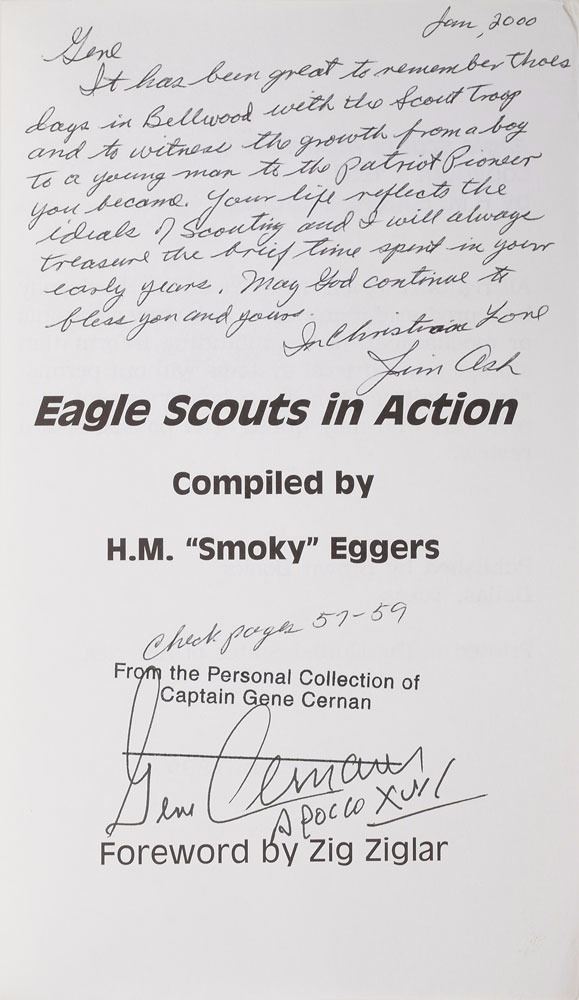 Jan, 2000
Gene
It has been great to remember thoes
days in Bellwood with the Scout Troop
and to witness the growth from a boy
to a young man to the Patriot Pioneer
you became. Your life reflects the
ideals of Scouting and I will always
treasure the brief time spent in your
early years. May God continue to
bless you and yours.
In Christian Love
Jim Ash
Eagle Scouts in Action
Compiled by
H.M. “Smoky” Eggers
Check pages 57-59
From the Personal Collection of
Captain Gene Cernan
Gene Cernan
Apollo XVII
Foreword by Zig Ziglar